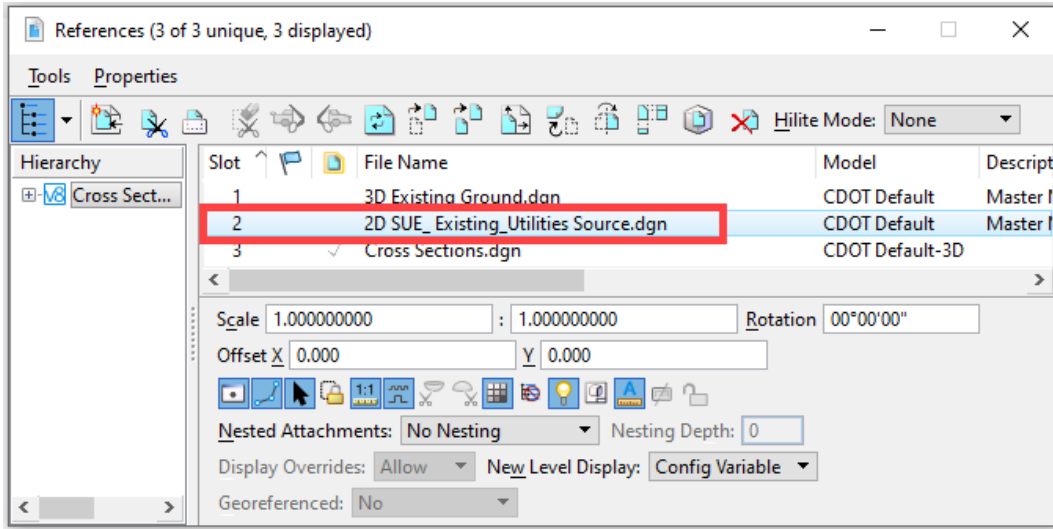 References (3 of 3 unique, 3 displayed)
Tools Properties
Hilite Mode: None
Hierarchy Slot File Name Model Descript
Cross Sect... 1 3D Existing Ground.dgn CDOT Default Master
2 2D SUE_ Existing_Utilities Source.dgn CDOT Default Master
3 Cross Sections.dgn CDOT Default-3D
Scale 1.000000000 : 1.000000000 Rotation 00°00'00"
Offset X 0.000 Y 0.000
1:1 A
Nested Attachments: No Nesting Nesting Depth: 0
Display Overrides: Allow New Level Display: Config Variable
Georeferenced: No